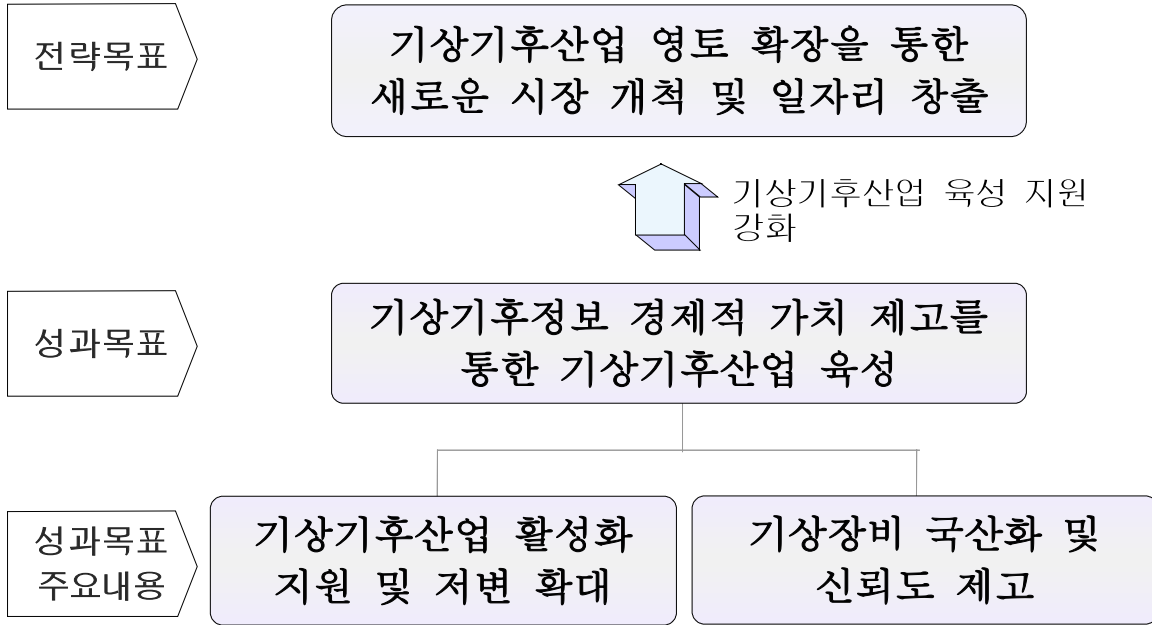 전략목표
기상기후산업 영토 확장을 통한
새로운 시장 개척 및 일자리 창출
기상기후산업 육성 지원
강화
성과목표
기상기후정보 경제적 가치 제고를
통한 기상기후산업 육성
성과목표
주요내용
기상기후산업 활성화
지원 및 저변 확대
기상장비 국산화 및
신뢰도 제고